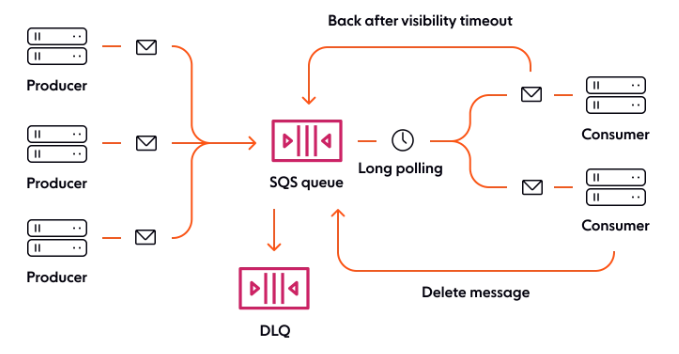 Back after visibility timeout
Producer
Producer
Producer
SQS queue
Long polling
Consumer
Consumer
Delete message
DLQ